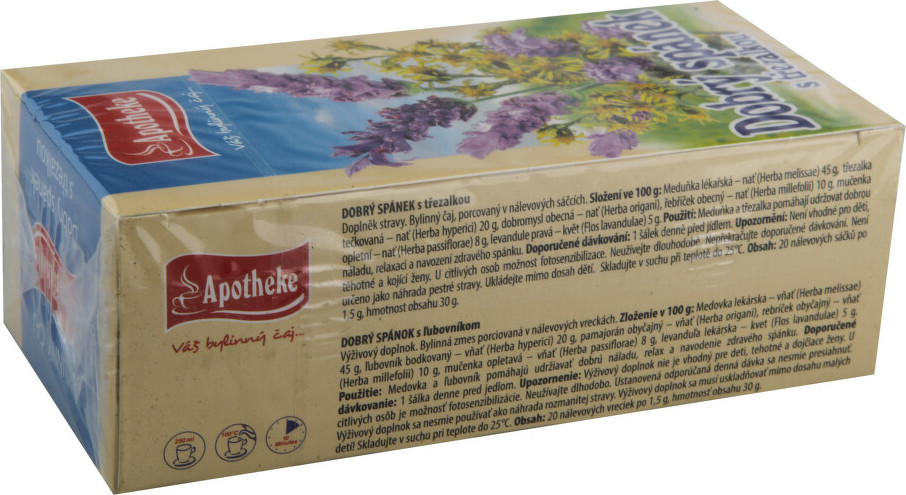 Dobrý spánek
s třezalkou
Apotheke
Váš bylinný čaj...
Dobrý spánek
s třezalkou
Apotheke
Váš bylinný čaj...
250 ml
100°C
10
Minutes
DOBRÝ SPÁNEK s třezalkou
Doplněk stravy. Bylinný čaj, porcovaný v nálevových sáčcích. Složení ve 100 g: Meduňka lékařská – nať (Herba melissae) 45 g, třezalka
tečkovaná – nať (Herba hyperici) 20 g, dobromysl obecná – nať (Herba origani), řebříček obecný – nať (Herba millefolii) 10 g, mučenka
opletní – nať (Herba passiflorae) 8 g, levandule pravá – květ (Flos lavandulae) 5 g. Použití: Meduňka a třezalka pomáhají udržovat dobrou
náladu, relaxaci a navození zdravého spánku. Doporučené dávkování: 1 šálek denně před jídlem. Upozornění: Není vhodné pro děti,
těhotné a kojící ženy. U citlivých osob možnost fotosenzibilizace. Neužívejte dlouhodobě. Nepřekračujte doporučené dávkování. Není
určeno jako náhrada pestré stravy. Ukládejte mimo dosah dětí. Skladujte v suchu při teplotě do 25°C. Obsah: 20 nálevových sáčků po
1,5 g, hmotnost obsahu 30 g.
DOBRÝ SPÁNOK s ľubovníkom
Výživový doplnok. Bylinná zmes porciovaná v nálevových vreckách. Zloženie v 100 g: Medovka lekárska – vňať (Herba melissae)
45 g, ľubovník bodkovaný – vňať (Herba hyperici) 20 g, pamajorán obyčajný – vňať (Herba origani), rebríček obyčajný – vňať
(Herba millefolii) 10 g, mučenka opletavá – vňať (Herba passiflorae) 8 g, levanduľa lekárska – kvet (Flos lavandulae) 5 g.
Použitie: Medovka a ľubovník pomáhajú udržiavať dobrú náladu, relax a navodenie zdravého spánku. Doporučené
dávkovanie: 1 šálka denne pred jedlom. Upozornenie: Výživový doplnok nie je vhodný pre deti, tehotné a dojčiace ženy. U
citlivých osôb je možnosť fotosenzibilizácie. Neužívajte dlhodobo. Ustanovená odporúčaná denná dávka sa nesmie presiahnuť.
Výživový doplnok sa nesmie používať ako náhrada rozmanitej stravy. Výživový doplnok sa musí uskladňovať mimo dosahu malých
detí! Skladujte v suchu pri teplote do 25°C. Obsah: 20 nálevových vreciek po 1,5 g, hmotnosť obsahu 30 g.